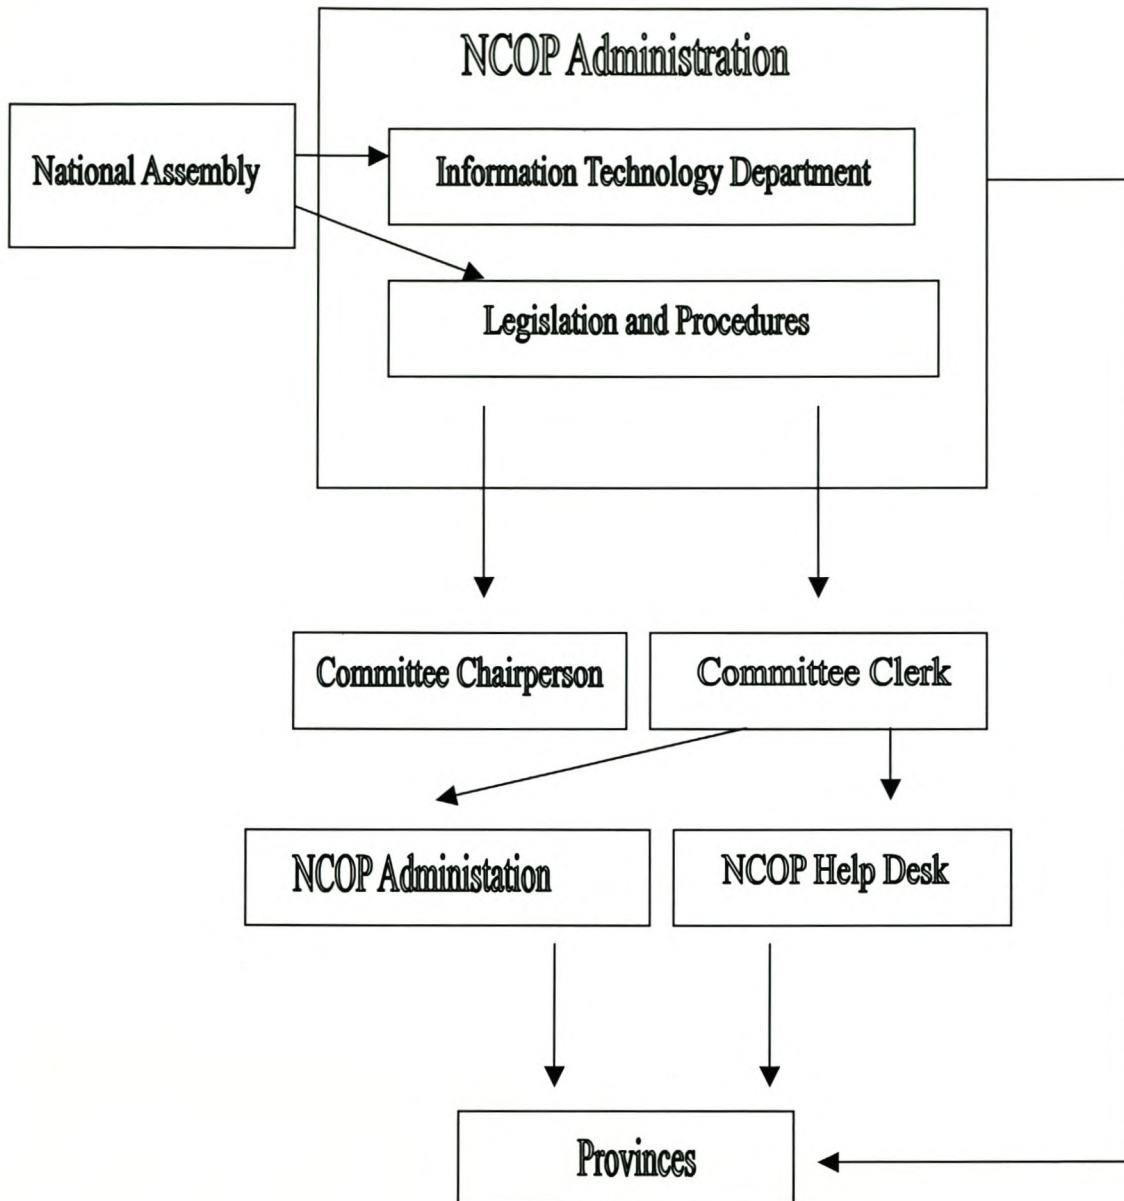 NCOP Administration
National Assembly
Information Technology Department
Legislation and Procedures
Committee Chairperson
Committee Clerk
NCOP Administation
NCOP Help Desk
Provinces